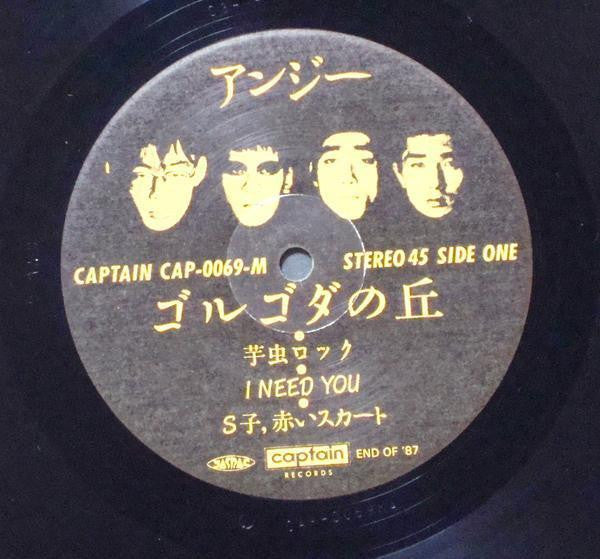 アンジー
CAPTAIN CAP-0069-M STEREO 45 SIDE ONE
ゴルゴダの丘
芋虫ロック
I NEED YOU
S子,赤いスカート
captain END OF '87
RECORDS